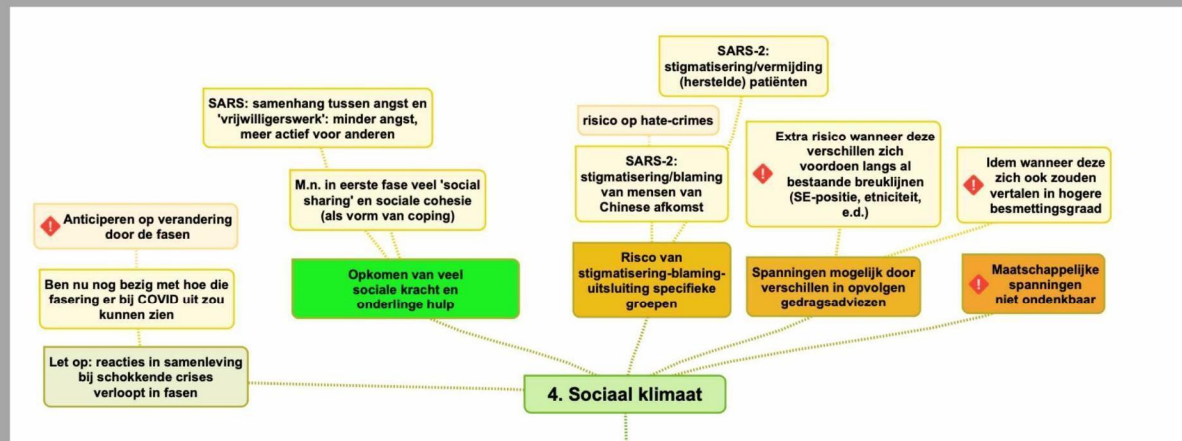 SARS-2:
stigmatisering/vermijding
(herstelde) patiënten
SARS: samenhang tussen angst en
'vrijwilligerswerk': minder angst,
meer actief voor anderen
risico op hate-crimes
Extra risico wanneer deze
verschillen zich
voordoen langs al
bestaande breuklijnen
(SE-positie, etniciteit,
e.d.)
Idem wanneer deze
zich ook zouden
vertalen in hogere
besmettingsgraad
SARS-2:
stigmatisering/blaming
van mensen van
Chinese afkomst
M.n. in eerste fase veel 'social
sharing' en sociale cohesie
(als vorm van coping)
Anticiperen op verandering
door de fasen
Ben nu nog bezig met hoe die
fasering er bij COVID uit zou
kunnen zien
Opkomen van veel
sociale kracht en
onderlinge hulp
Risco van
stigmatisering-blaming-
uitsluiting specifieke
groepen
Spanningen mogelijk door
verschillen in opvolgen
gedragsadviezen
Maatschappelijke
spanningen
niet ondenkbaar
Let op: reacties in samenleving
bij schokkende crises
verloopt in fasen
4. Sociaal klimaat